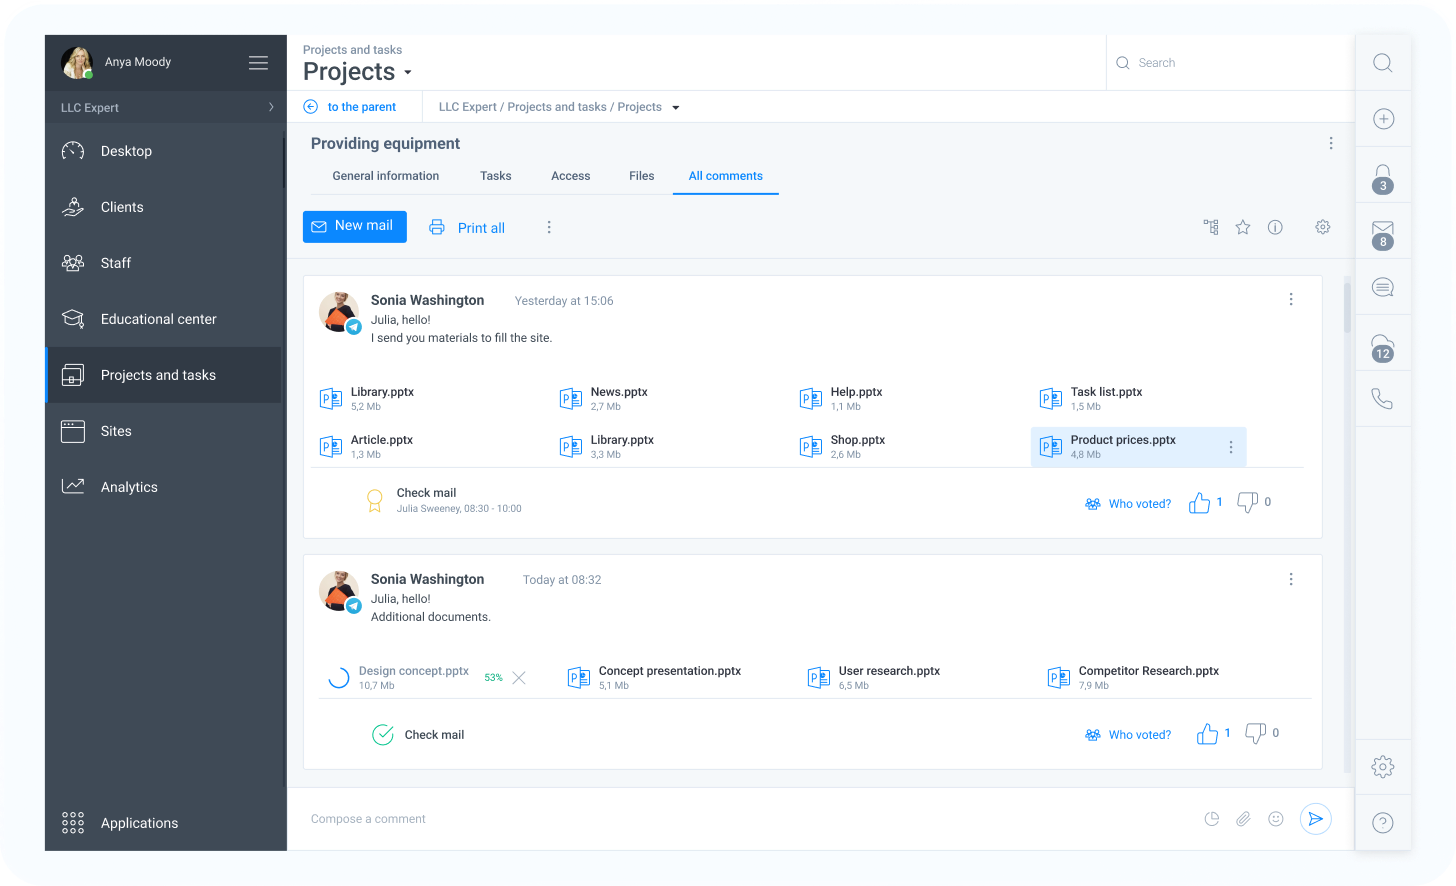 Anya Moody
LLC Expert
Desktop
Clients
Staff
Educational center
Projects and tasks
Sites
Analytics
Applications
Projects and tasks
Projects
Search
to the parent
LLC Expert / Projects and tasks / Projects
Providing equipment
General information Tasks Access Files All comments
New mail Print all
Sonia Washington Yesterday at 15:06
Julia, hello!
I send you materials to fill the site.
Library.pptx News.pptx Help.pptx Task list.pptx
5,2 Mb 2,7 Mb 1,1 Mb 1,5 Mb
Article.pptx Library.pptx Shop.pptx Product prices.pptx
1,3 Mb 3,3 Mb 2,6 Mb 4,8 Mb
Check mail
Julia Sweeney, 08:30 - 10:00
Who voted? 1 0
Sonia Washington Today at 08:32
Julia, hello!
Additional documents.
Design concept.pptx 53% Concept presentation.pptx User research.pptx Competitor Research.pptx
10,7 Mb 5,1 Mb 6,5 Mb 7,9 Mb
Check mail Who voted? 1 0
Compose a comment
3
8
12